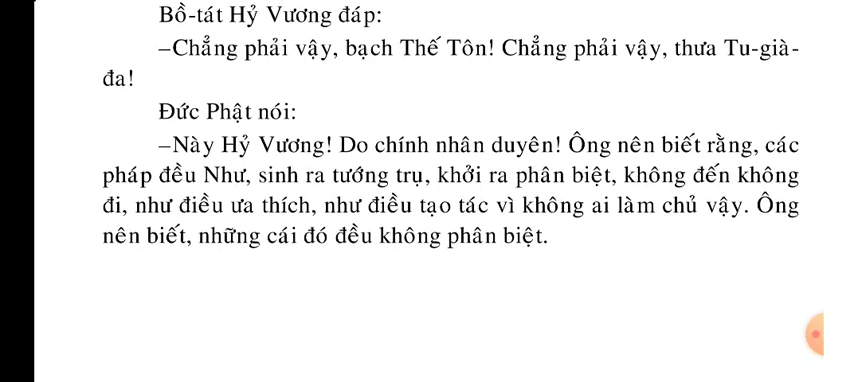 Bồ-tát Hỷ Vương đáp:
–Chẳng phải vậy, bạch Thế Tôn! Chẳng phải vậy, thưa Tu-già-
đa!
Đức Phật nói:
–Này Hỷ Vương! Do chính nhân duyên! Ông nên biết rằng, các
pháp đều Như, sinh ra tướng trụ, khởi ra phân biệt, không đến không
đi, như điều ưa thích, như điều tạo tác vì không ai làm chủ vậy. Ông
nên biết, những cái đó đều không phân biệt.